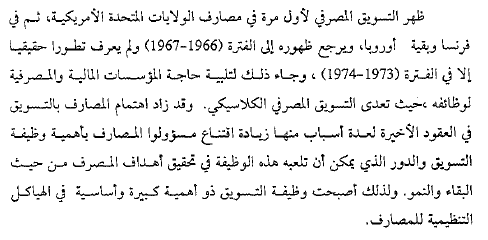 ظهر التسويق المصرفي لأول مرة في مصارف الولايات المتحدة الأمريكية، ثم في
فرنسا وبقية أوروبا، ويرجع ظهوره إلى الفترة (1966-1967) ولم يعرف تطورا حقيقيا
إلا في الفترة (1973-1974) ، وجاء ذلك لتلبية حاجة المؤسسات المالية والمصرفية
لوظائفه ،حيث تعدى التسويق المصرفي الكلاسيكي. وقد زاد اهتمام المصارف بالتسويق
في العقود الأخيرة لعدة أسباب منها زيادة اقتناع مسؤولوا المصارف بأهمية وظيفة
التسويق والدور الذي يمكن أن تلعبه هذه الوظيفة في تحقيق أهداف المصرف من حيث
البقاء والنمو. ولذلك أصبحت وظيفة التسويق ذو أهمية كبيرة وأساسية في الهياكل
التنظيمية للمصارف.